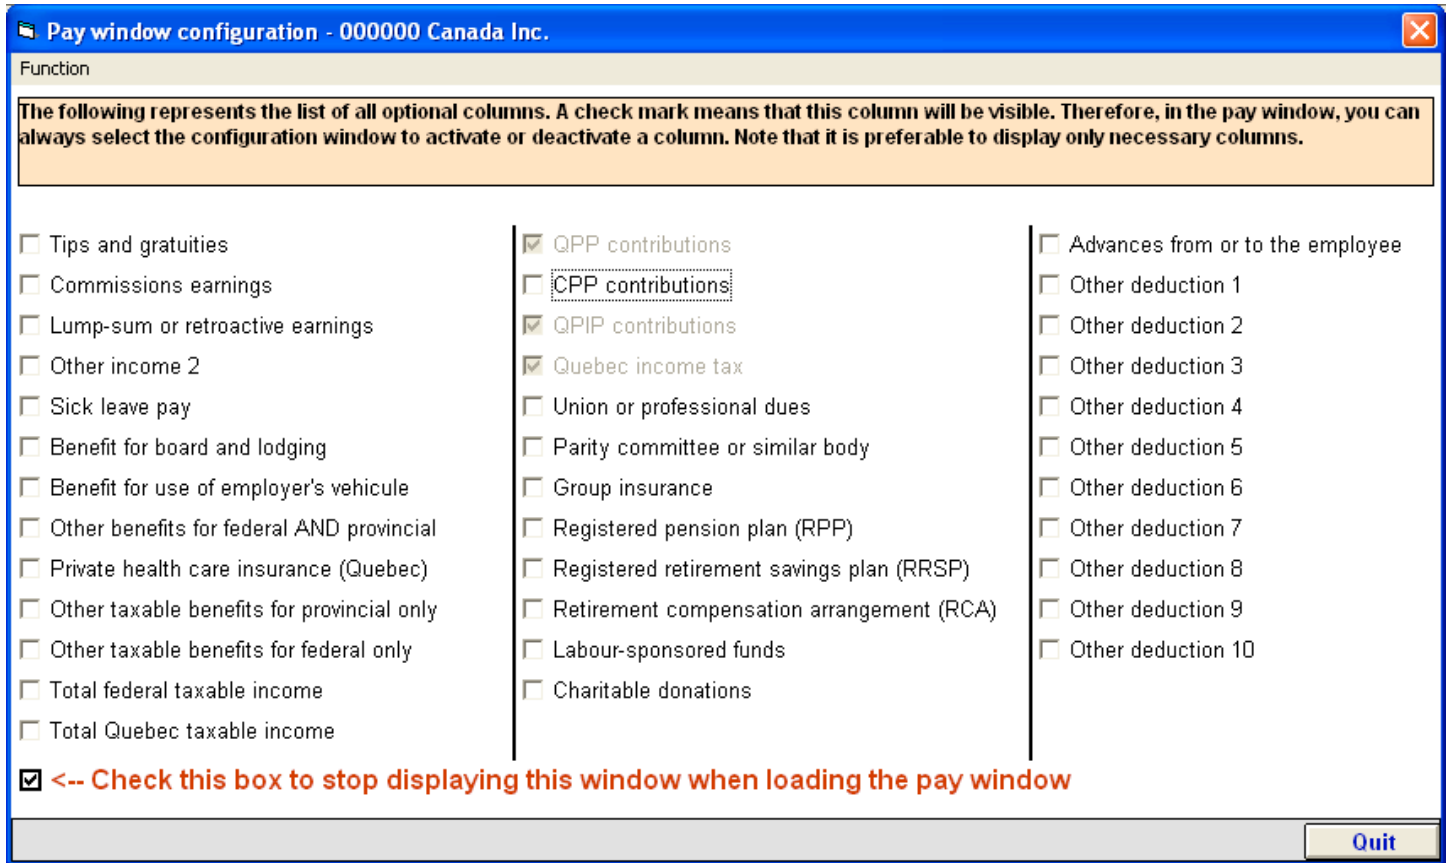 Pay window configuration - 000000 Canada Inc.
Function
The following represents the list of all optional columns. A check mark means that this column will be visible. Therefore, in the pay window, you can
always select the configuration window to activate or deactivate a column. Note that it is preferable to display only necessary columns.
Tips and gratuities
Commissions earnings
Lump-sum or retroactive earnings
Other income 2
Sick leave pay
Benefit for board and lodging
Benefit for use of employer's vehicule
Other benefits for federal AND provincial
Private health care insurance (Quebec)
Other taxable benefits for provincial only
Other taxable benefits for federal only
Total federal taxable income
Total Quebec taxable income
QPP contributions
CPP contributions
QPIP contributions
Quebec income tax
Union or professional dues
Parity committee or similar body
Group insurance
Registered pension plan (RPP)
Registered retirement savings plan (RRSP)
Retirement compensation arrangement (RCA)
Labour-sponsored funds
Charitable donations
Advances from or to the employee
Other deduction 1
Other deduction 2
Other deduction 3
Other deduction 4
Other deduction 5
Other deduction 6
Other deduction 7
Other deduction 8
Other deduction 9
Other deduction 10
<-- Check this box to stop displaying this window when loading the pay window
Quit